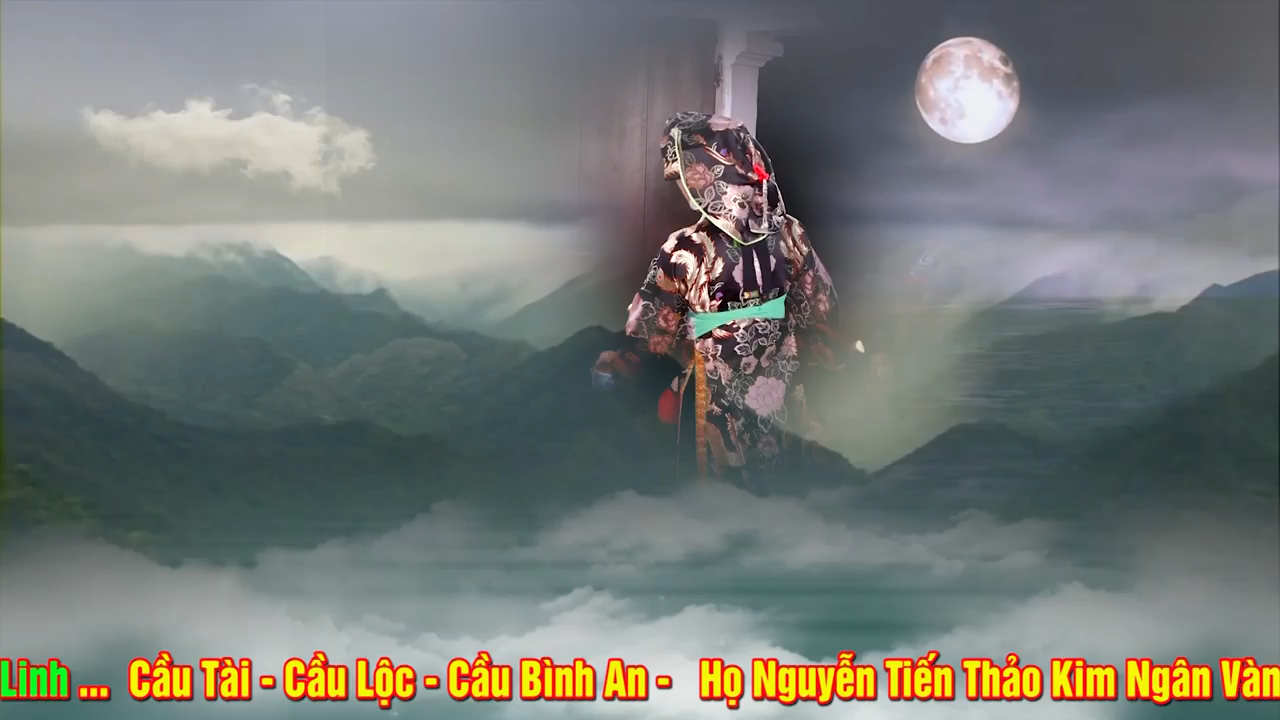 Linh ... Cầu Tài - Cầu Lộc - Cầu Bình An - Họ Nguyễn Tiến Thảo Kim Ngân Vàn